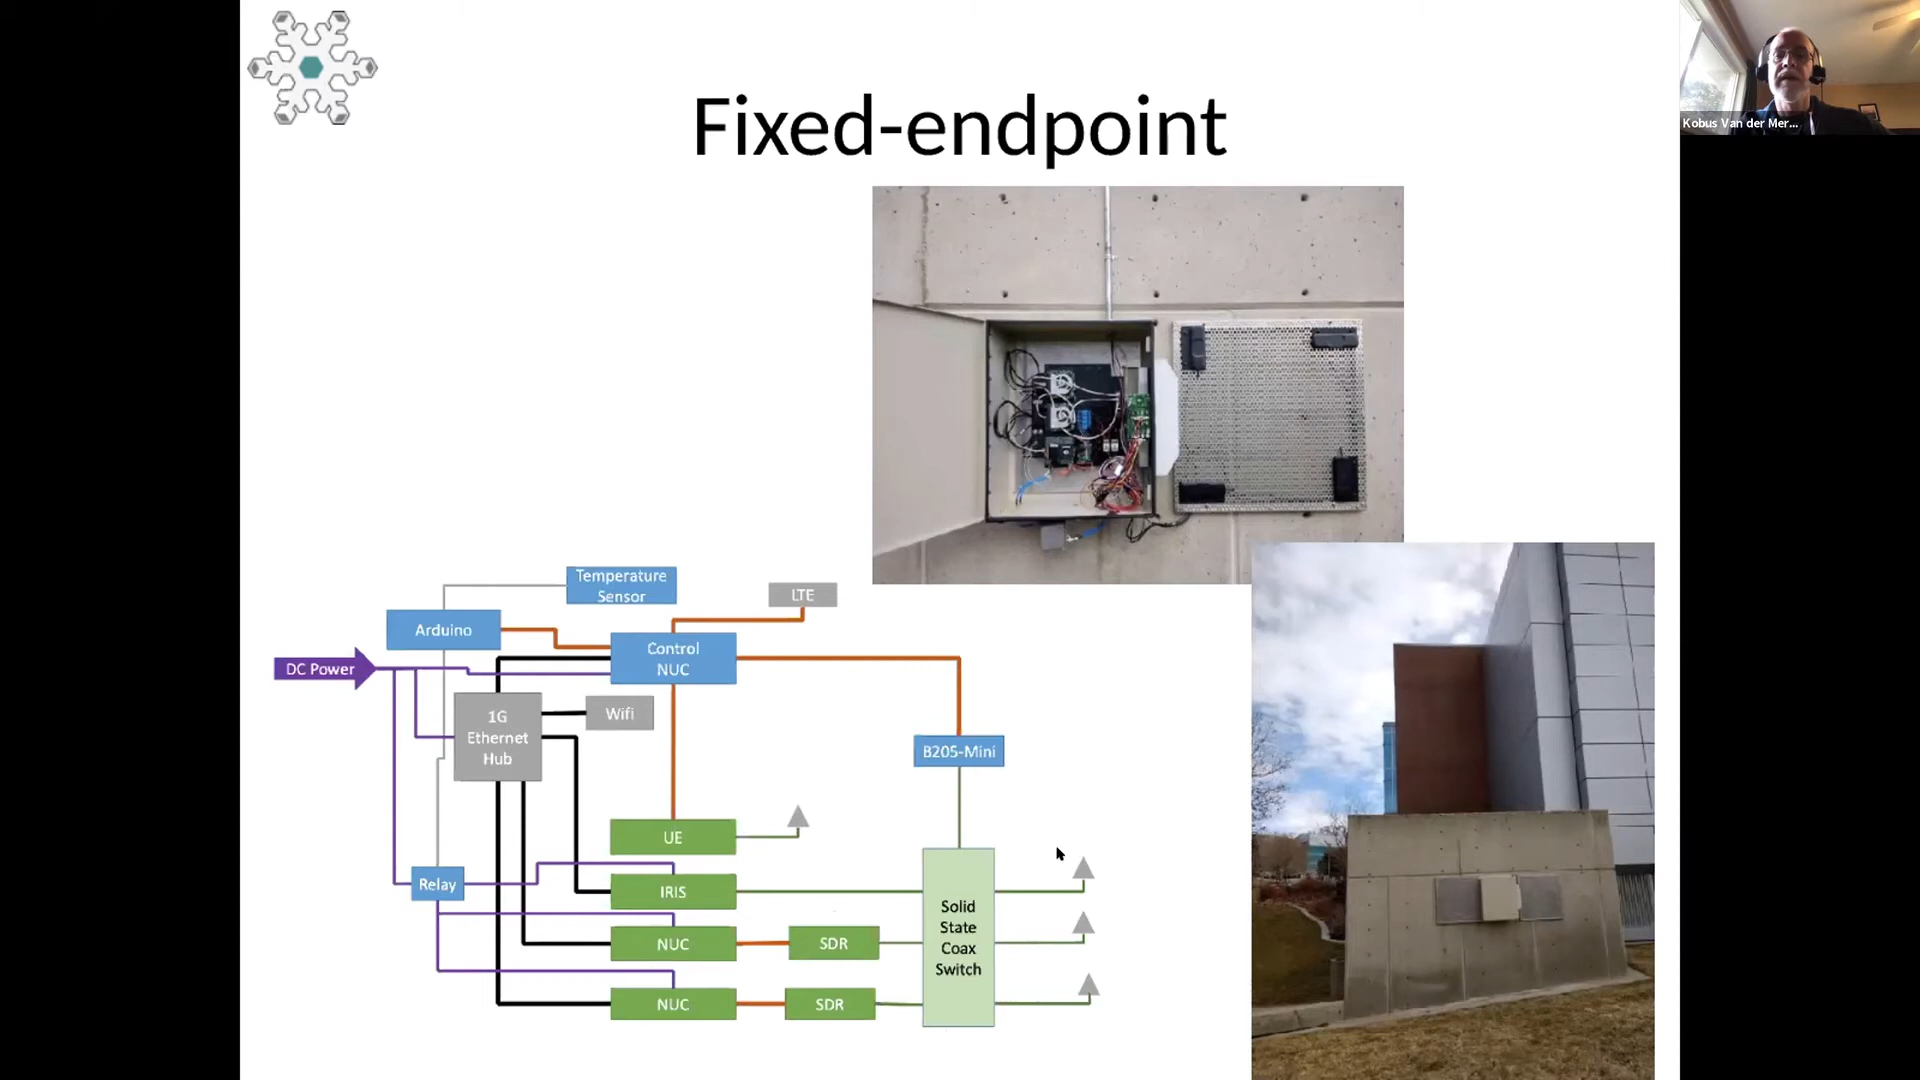 Kobus Van der Mer...
Fixed-endpoint
Temperature
Sensor
LTE
Arduino
Control
NUC
DC Power
1G
Ethernet
Hub
Wifi
B205-Mini
UE
Relay
IRIS
Solid
State
Coax
Switch
NUC
SDR
NUC
SDR